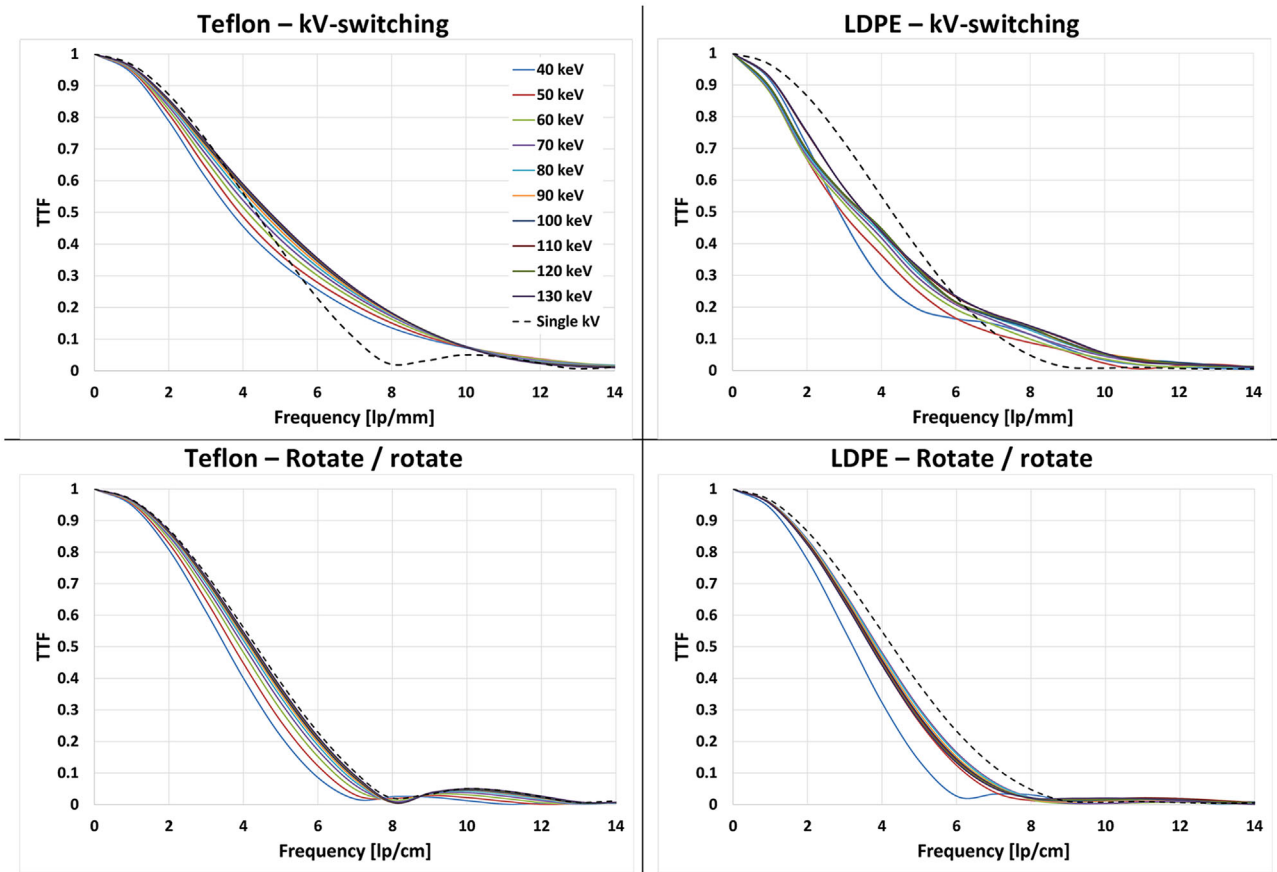 Teflon – kV-switching
1
0.9
0.8
0.7
0.6
0.5
0.4
0.3
0.2
0.1
0
TTF
0 2 4 6 8 10 12 14
Frequency [lp/mm]
40 keV
50 keV
60 keV
70 keV
80 keV
90 keV
100 keV
110 keV
120 keV
130 keV
Single kV
LDPE – kV-switching
1
0.9
0.8
0.7
0.6
0.5
0.4
0.3
0.2
0.1
0
TTF
0 2 4 6 8 10 12 14
Frequency [lp/mm]
Teflon – Rotate / rotate
1
0.9
0.8
0.7
0.6
0.5
0.4
0.3
0.2
0.1
0
TTF
0 2 4 6 8 10 12 14
Frequency [lp/cm]
LDPE – Rotate / rotate
1
0.9
0.8
0.7
0.6
0.5
0.4
0.3
0.2
0.1
0
TTF
0 2 4 6 8 10 12 14
Frequency [lp/cm]